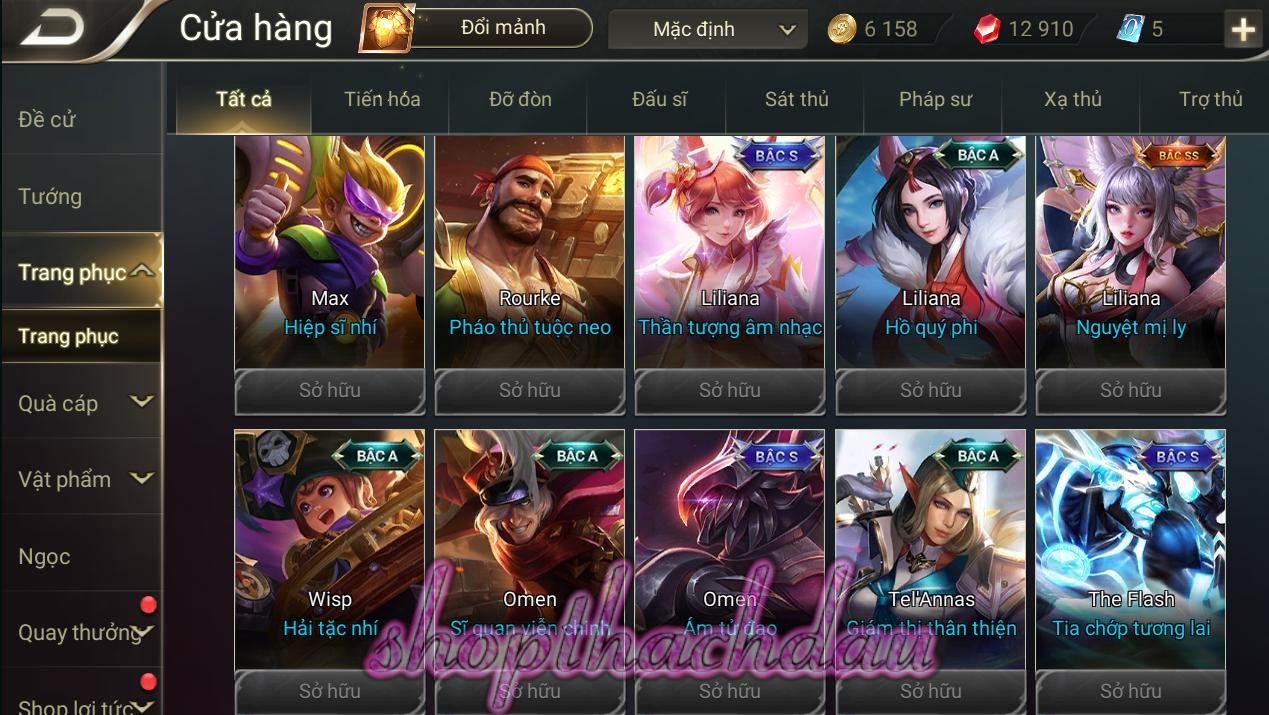 Cửa hàng
Đổi mảnh
Mặc định
6 158
12 910
5
Đề cử
Tướng
Trang phục
Trang phục
Quà cáp
Vật phẩm
Ngọc
Quay thưởng
Shop lợi tức
Tất cả
Tiến hóa
Đỡ đòn
Đấu sĩ
Sát thủ
Pháp sư
Xạ thủ
Trợ thủ
Max
Hiệp sĩ nhí
Sở hữu
Rourke
Pháo thủ tuộc neo
Sở hữu
BẬC S
Liliana
Thần tượng âm nhạc
Sở hữu
BẬC A
Liliana
Hồ quý phi
Sở hữu
BẬC SS
Liliana
Nguyệt mị ly
Sở hữu
BẬC A
Wisp
Hải tặc nhí
Sở hữu
BẬC A
Omen
Sĩ quan viễn chinh
Sở hữu
BẬC S
Omen
Ám tử đao
Sở hữu
BẬC A
Tel'Annas
Giám thị thân thiện
Sở hữu
BẬC S
The Flash
Tia chớp tương lai
Sở hữu
shopthachdau